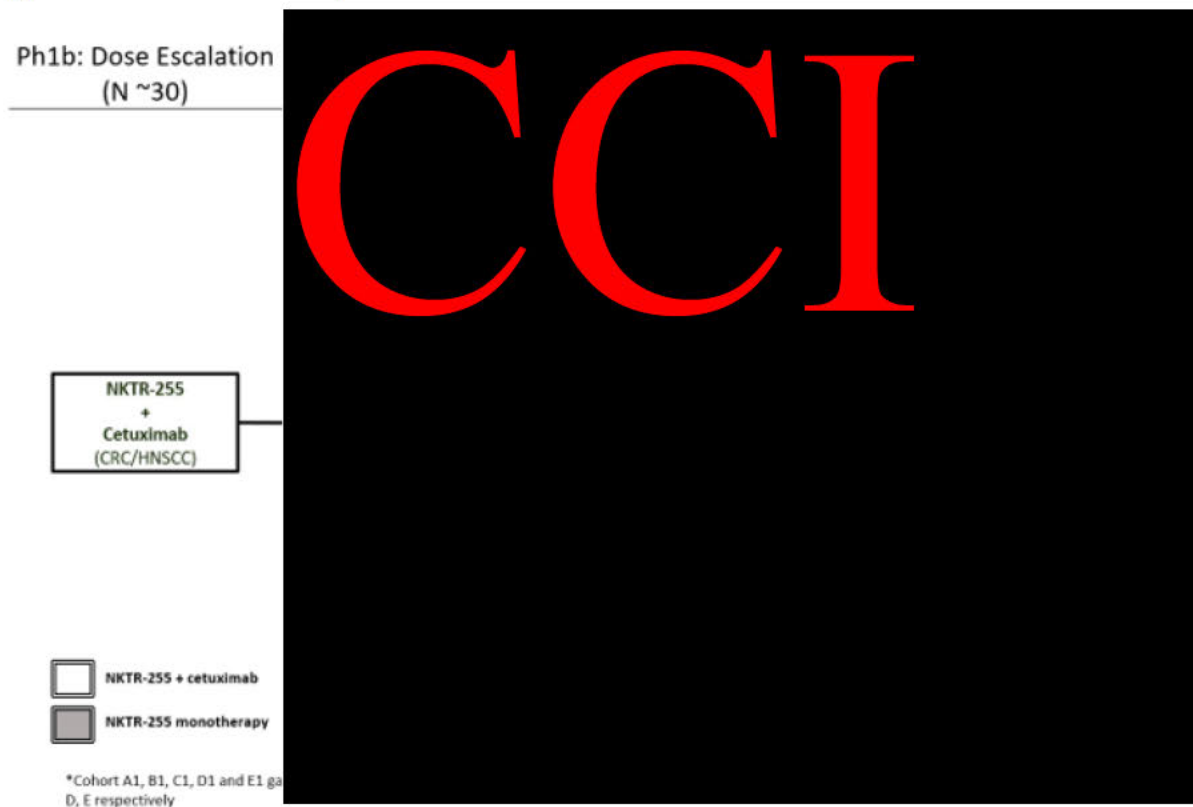 Ph1b: Dose Escalation
(N ~30)
CCI
NKTR-255
+
Cetuximab
(CRC/HNSCC)
NKTR-255 + cetuximab
NKTR-255 monotherapy
*Cohort A1, B1, C1, D1 and E1
D, E respectively